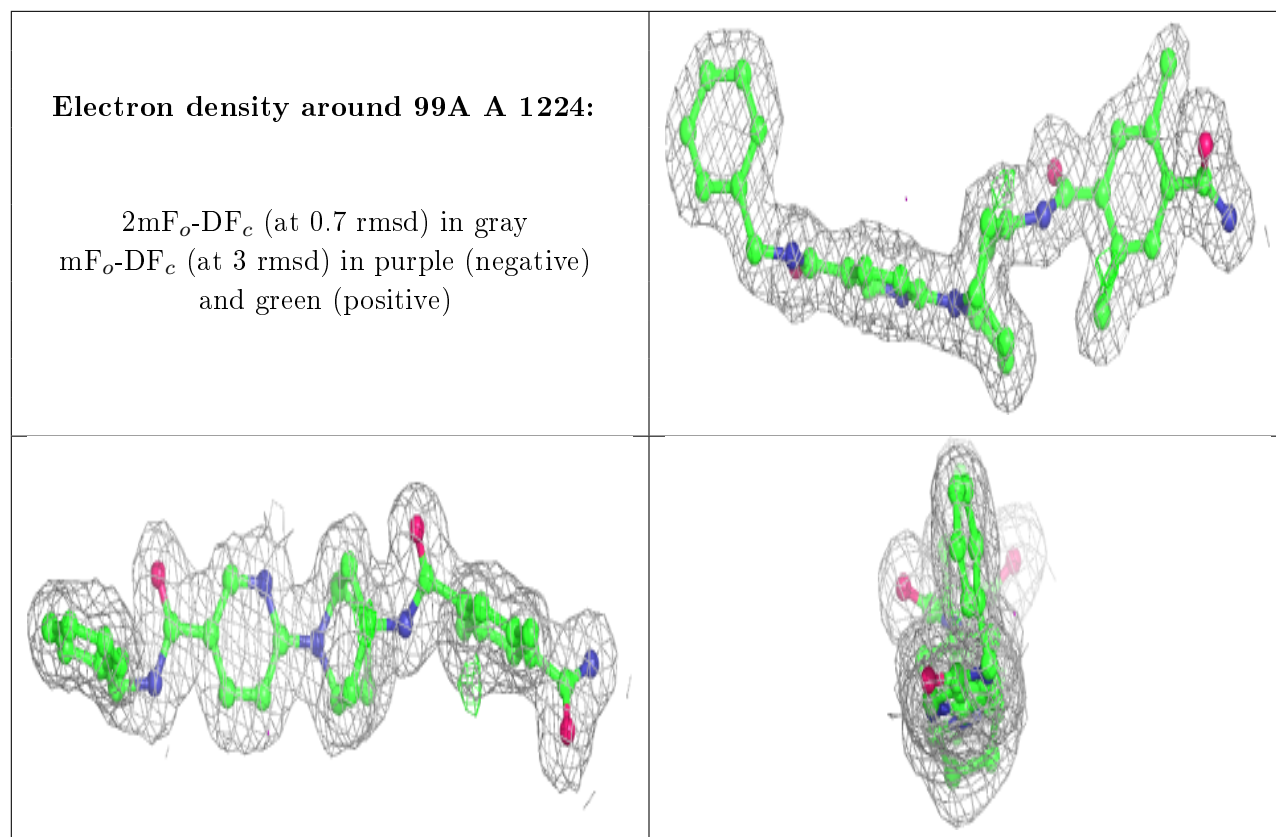 Electron density around 99A A 1224:
2mFₒ-DF𝒸 (at 0.7 rmsd) in gray
mFₒ-DF𝒸 (at 3 rmsd) in purple (negative)
and green (positive)